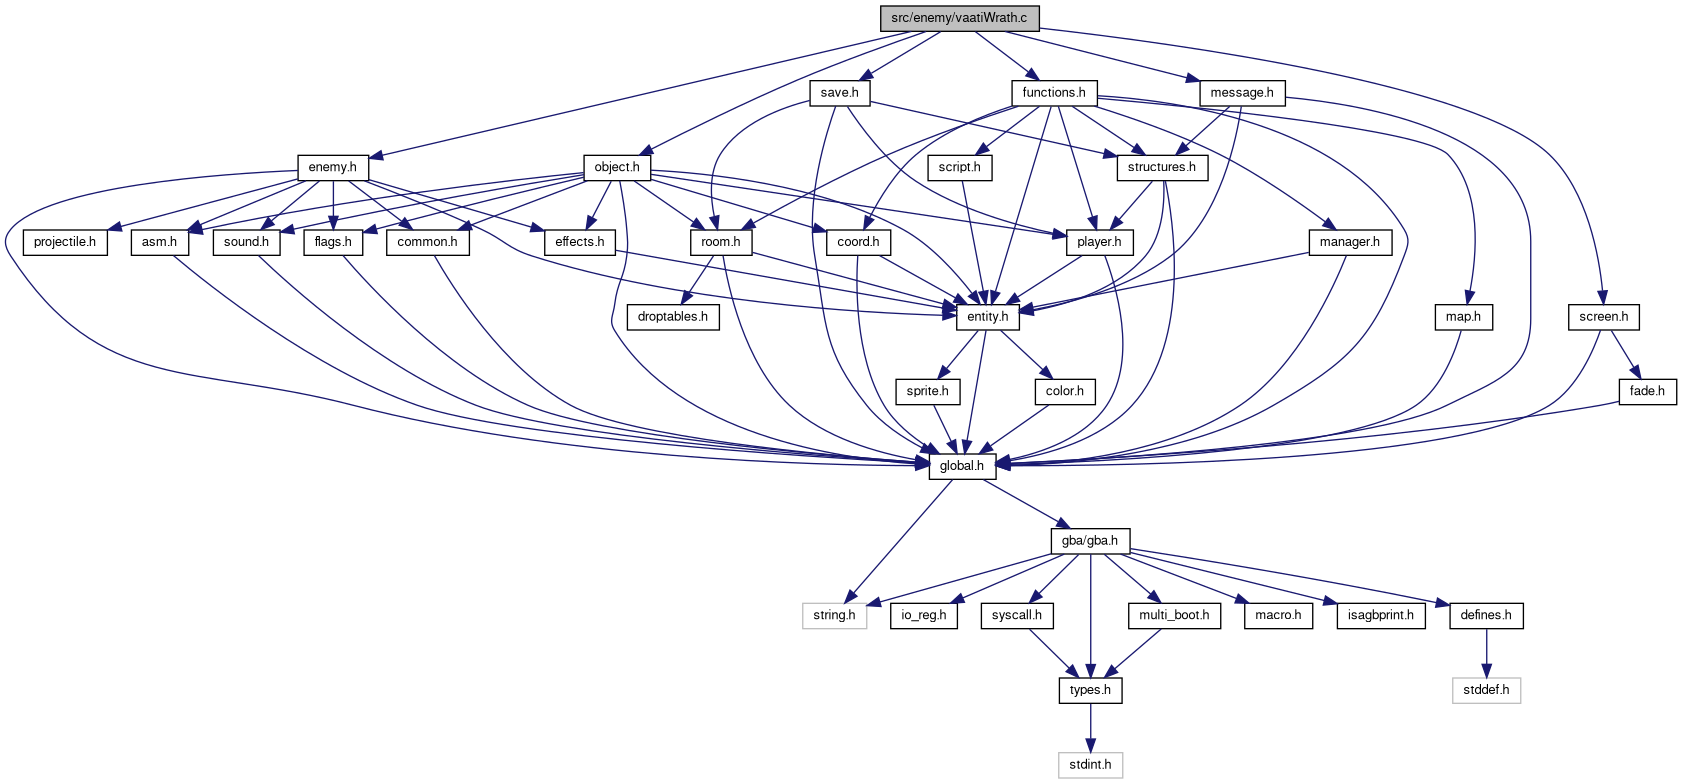 src/enemy/vaatiWrath.c
save.h
functions.h
message.h
enemy.h
object.h
script.h
structures.h
projectile.h
asm.h
sound.h
flags.h
common.h
effects.h
room.h
coord.h
player.h
manager.h
droptables.h
entity.h
map.h
screen.h
sprite.h
color.h
fade.h
global.h
gba/gba.h
string.h
io_reg.h
syscall.h
multi_boot.h
macro.h
isagbprint.h
defines.h
types.h
stddef.h
stdint.h